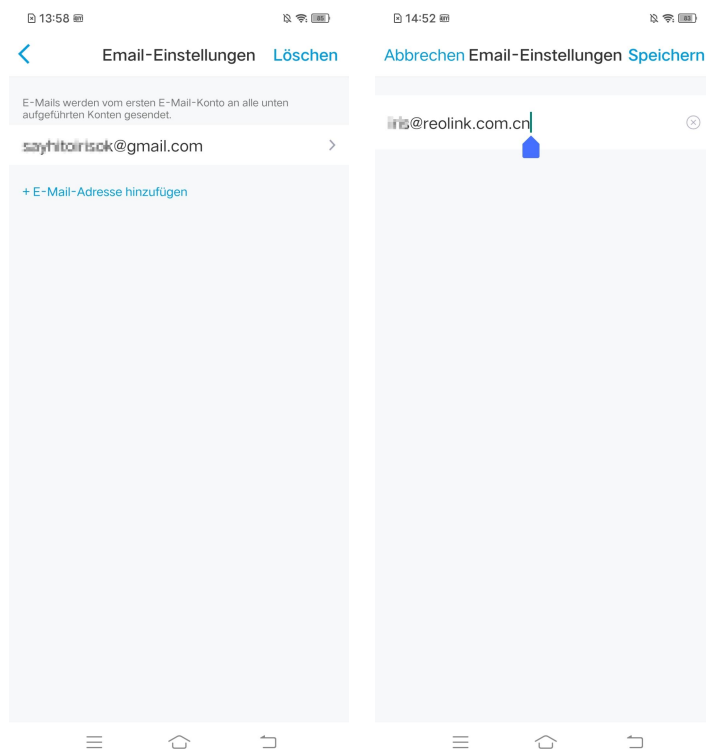 13:58
Email-Einstellungen Löschen
E-Mails werden vom ersten E-Mail-Konto an alle unten
aufgeführten Konten gesendet.
@gmail.com
+ E-Mail-Adresse hinzufügen
14:52
Abbrechen Email-Einstellungen Speichern
@reolink.com.cn